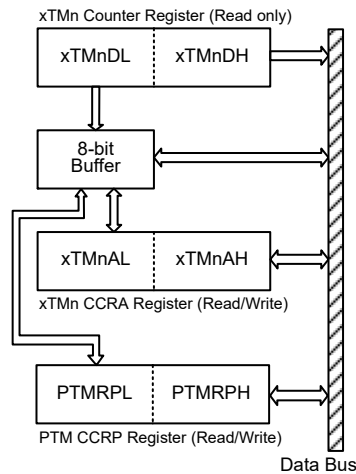 xTMn Counter Register (Read only)
xTMnDL xTMnDH
8-bit
Buffer
xTMnAL xTMnAH
xTMn CCRA Register (Read/Write)
PTMRPL PTMRPH
PTM CCRP Register (Read/Write)
Data Bus